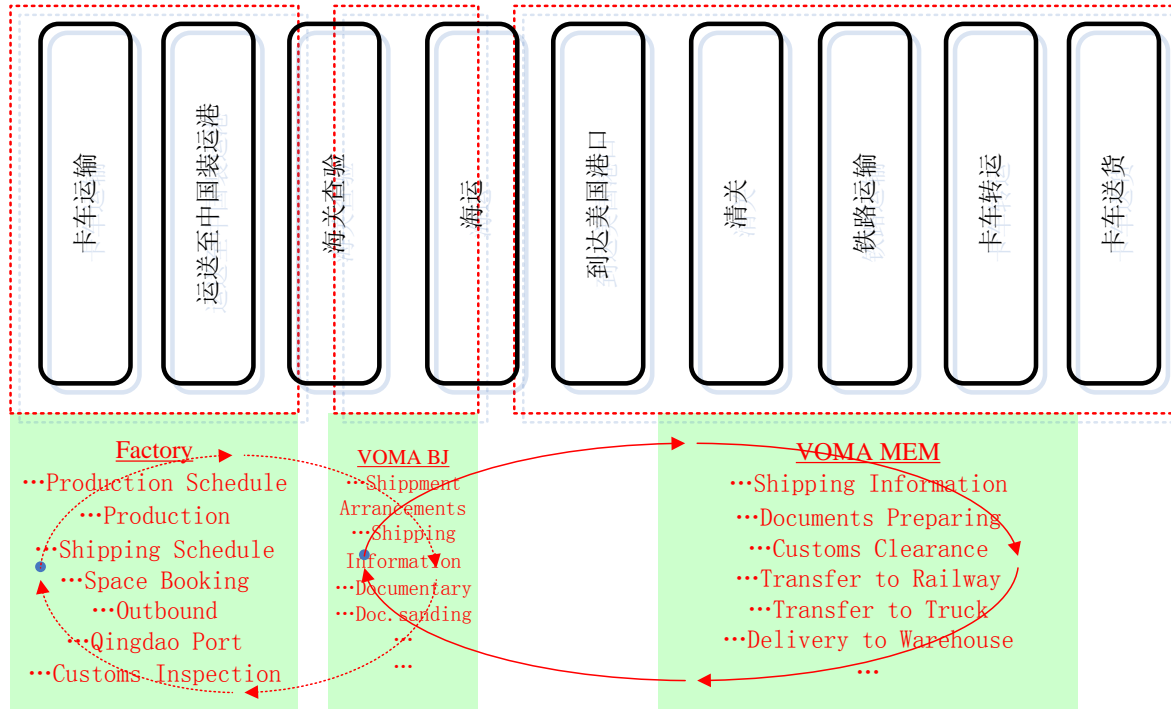 卡车运输
运送至中国装运港
海关查验
海运
到达美国港口
清关
铁路运输
卡车转运
卡车送货
Factory
…Production Schedule
…Production
…Shipping Schedule
…Space Booking
…Outbound
…Qingdao Port
…Customs Inspection
VOMA BJ
…Shippment
Arrancements
…Shipping
Information
…Documentary
…Doc.sanding
…
…
VOMA MEM
…Shipping Information
…Documents Preparing
…Customs Clearance
…Transfer to Railway
…Transfer to Truck
…Delivery to Warehouse
…